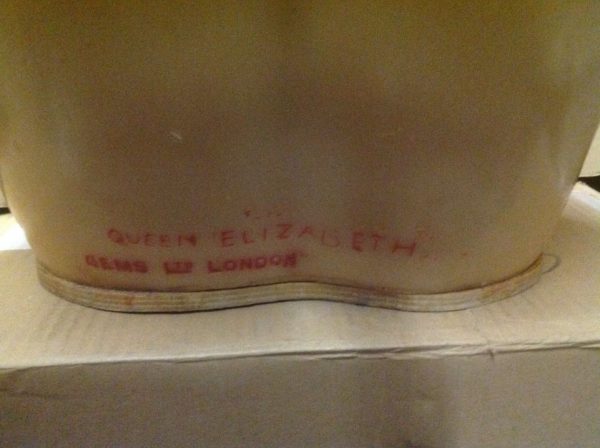 QUEEN ELIZABETH
GEMS LTD LONDON